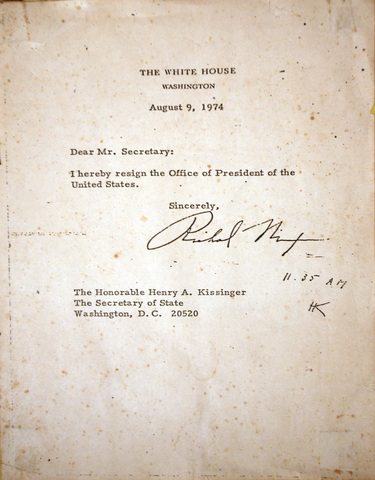 THE WHITE HOUSE
WASHINGTON
August 9, 1974
Dear Mr. Secretary:
I hereby resign the Office of President of the
United States.
Sincerely,
Richard Nixon
11.35 AM
HK
The Honorable Henry A. Kissinger
The Secretary of State
Washington, D. C. 20520